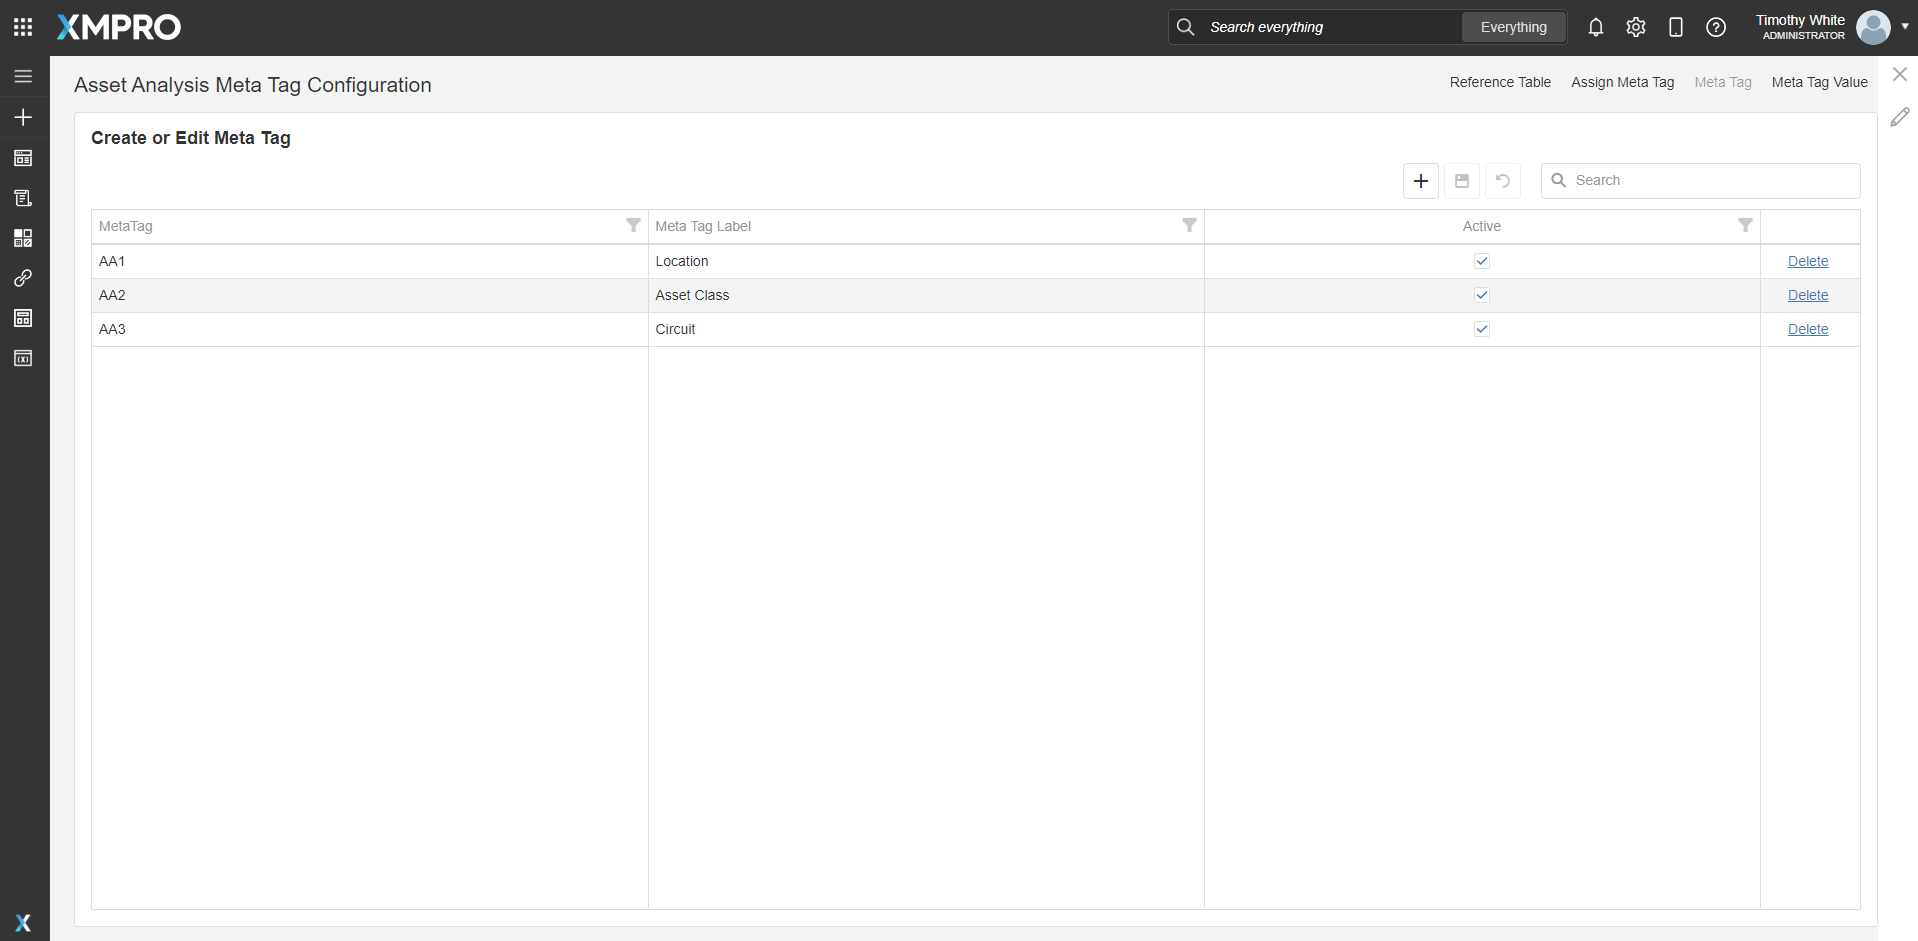 XMPRO
Search everything
Everything
Timothy White
ADMINISTRATOR
Asset Analysis Meta Tag Configuration
Reference Table
Assign Meta Tag
Meta Tag
Meta Tag Value
Create or Edit Meta Tag
Search
MetaTag
Meta Tag Label
Active
AA1
Location
Delete
AA2
Asset Class
Delete
AA3
Circuit
Delete